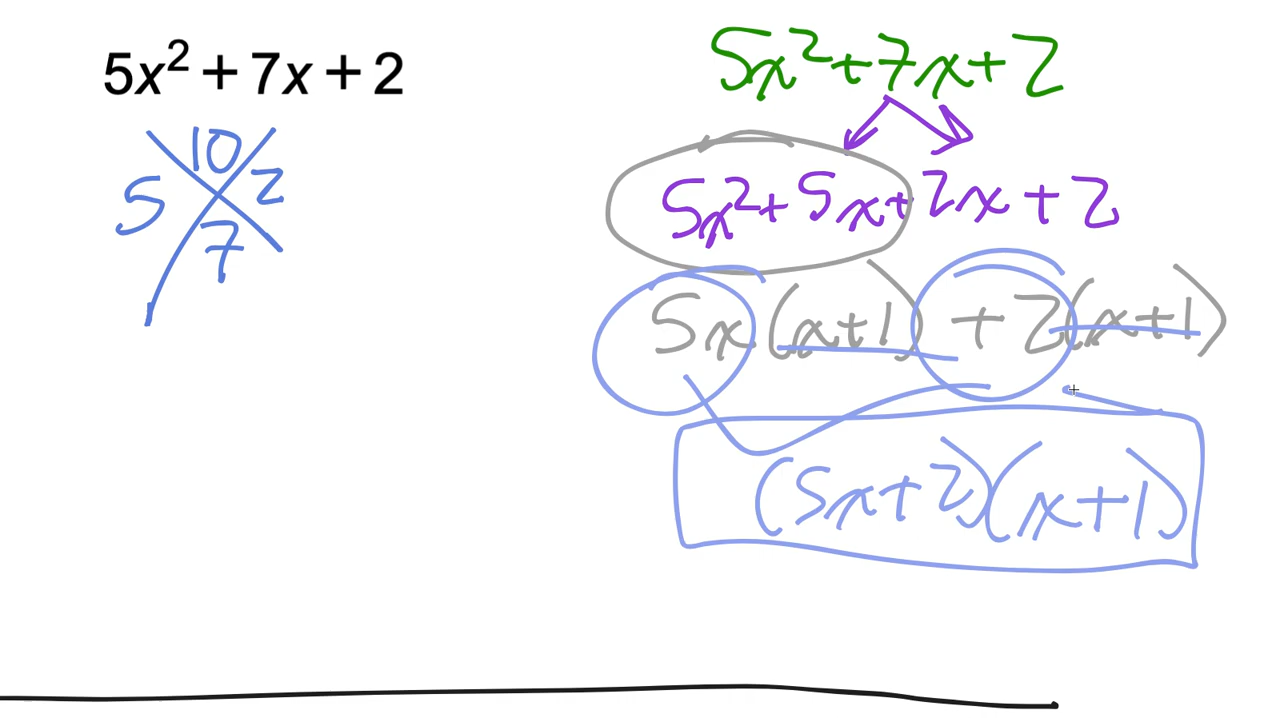 5x² + 7x + 2
10
5 2
7
5x²+7x+2
5x²+5x+2x+2
5x(x+1)+2(x+1)
(5x+2)(x+1)